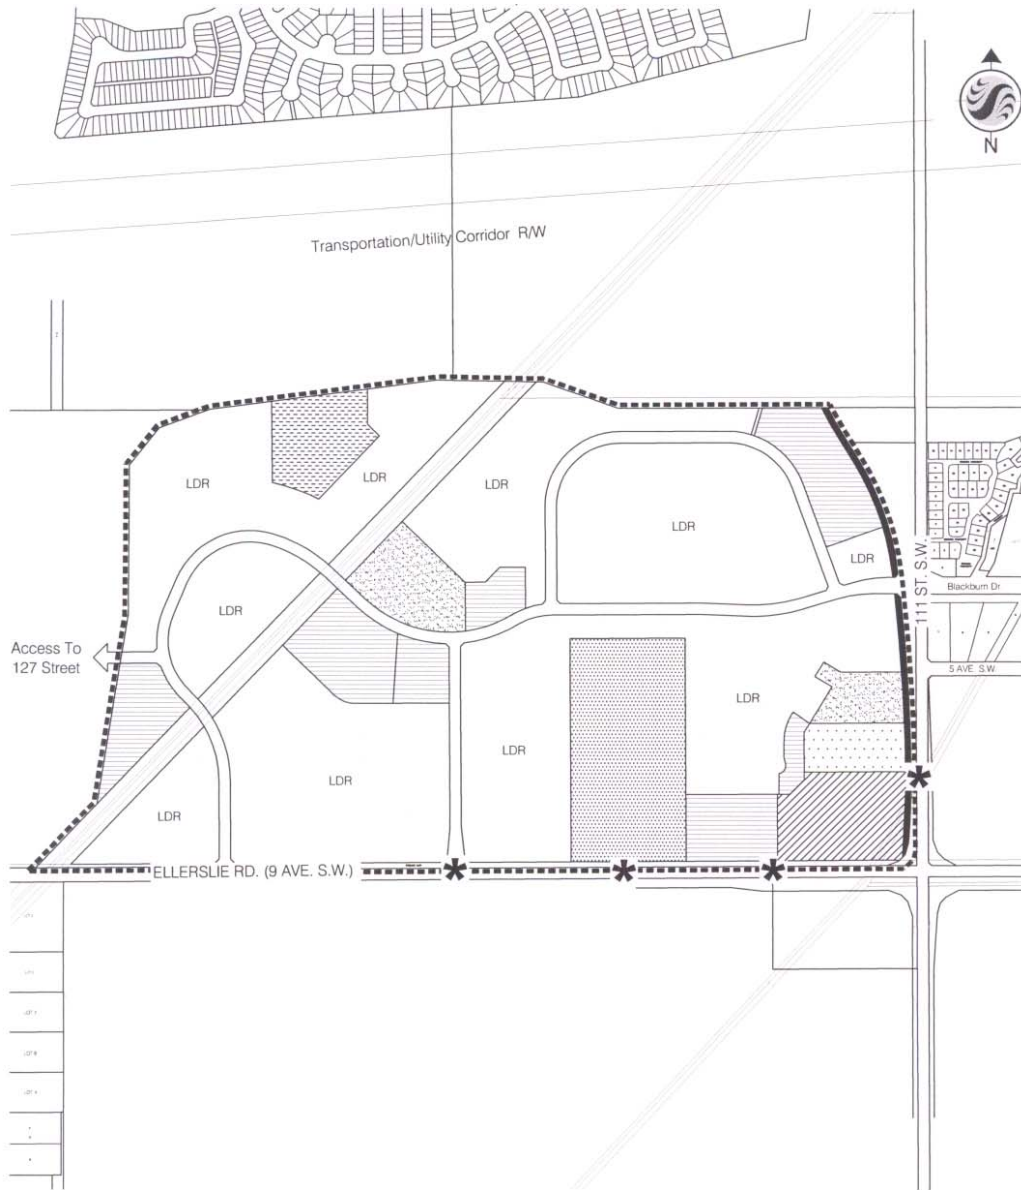 N
Transportation/Utility Corridor R/W
LDR
LDR
LDR
LDR
LDR
LDR
111 ST. S.W.
Blackburn Dr
Access To
127 Street
5 AVE. S.W.
LDR
LDR
LDR
LDR
ELLERSLIE RD. (9 AVE. S.W.)